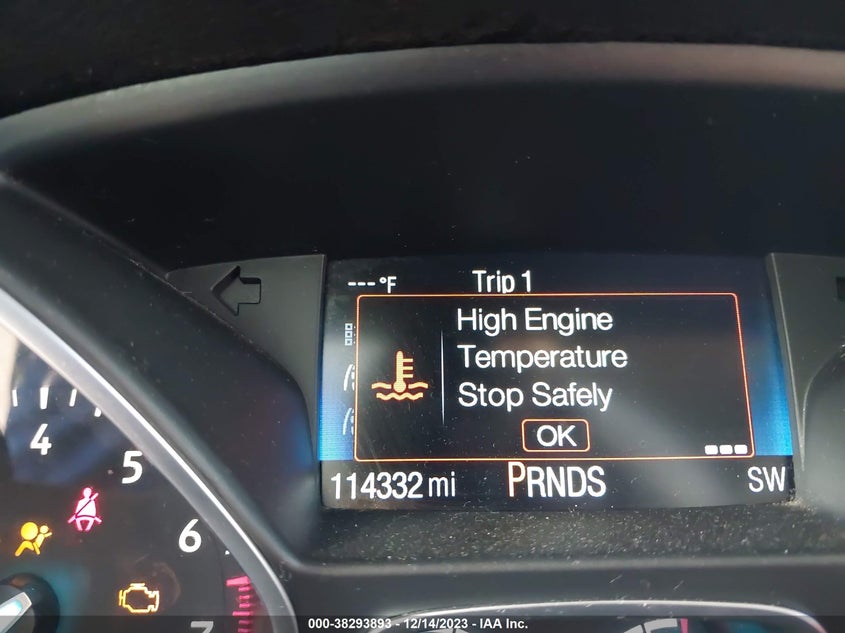 ---°F Trip 1
High Engine
Temperature
Stop Safely
OK
114332 mi PRNDS SW
4
5
6
7
000-38293893 - 12/14/2023 - IAA Inc.